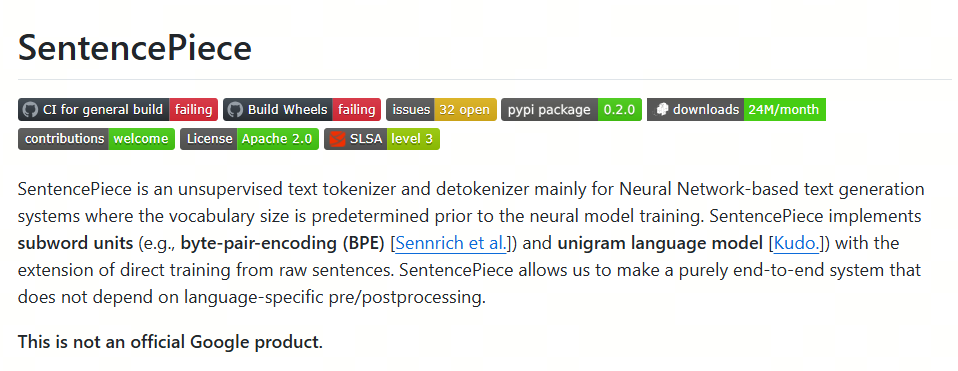 SentencePiece
CI for general build failing Build Wheels failing issues 32 open pypi package 0.2.0 downloads 24M/month
contributions welcome License Apache 2.0 SLSA level 3
SentencePiece is an unsupervised text tokenizer and detokenizer mainly for Neural Network-based text generation
systems where the vocabulary size is predetermined prior to the neural model training. SentencePiece implements
subword units (e.g., byte-pair-encoding (BPE) [Sennrich et al.]) and unigram language model [Kudo.]) with the
extension of direct training from raw sentences. SentencePiece allows us to make a purely end-to-end system that
does not depend on language-specific pre/postprocessing.
This is not an official Google product.